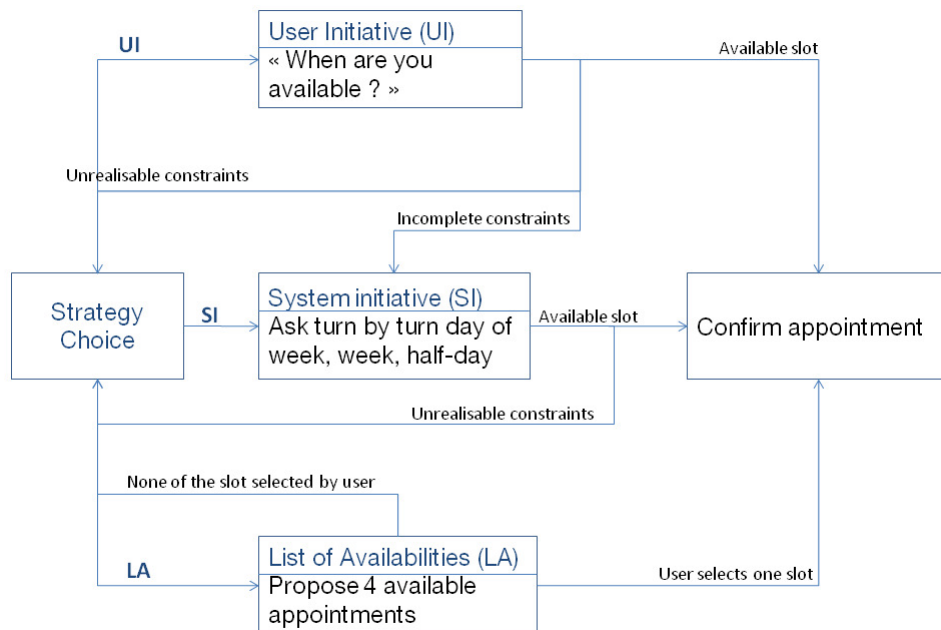 User Initiative (UI)
UI
« When are you
available ? »
Available slot
Unrealisable constraints
Incomplete constraints
Strategy
Choice
SI
System initiative (SI)
Ask turn by turn day of
week, week, half-day
Available slot
Confirm appointment
Unrealisable constraints
None of the slot selected by user
LA
List of Availabilities (LA)
Propose 4 available
appointments
User selects one slot